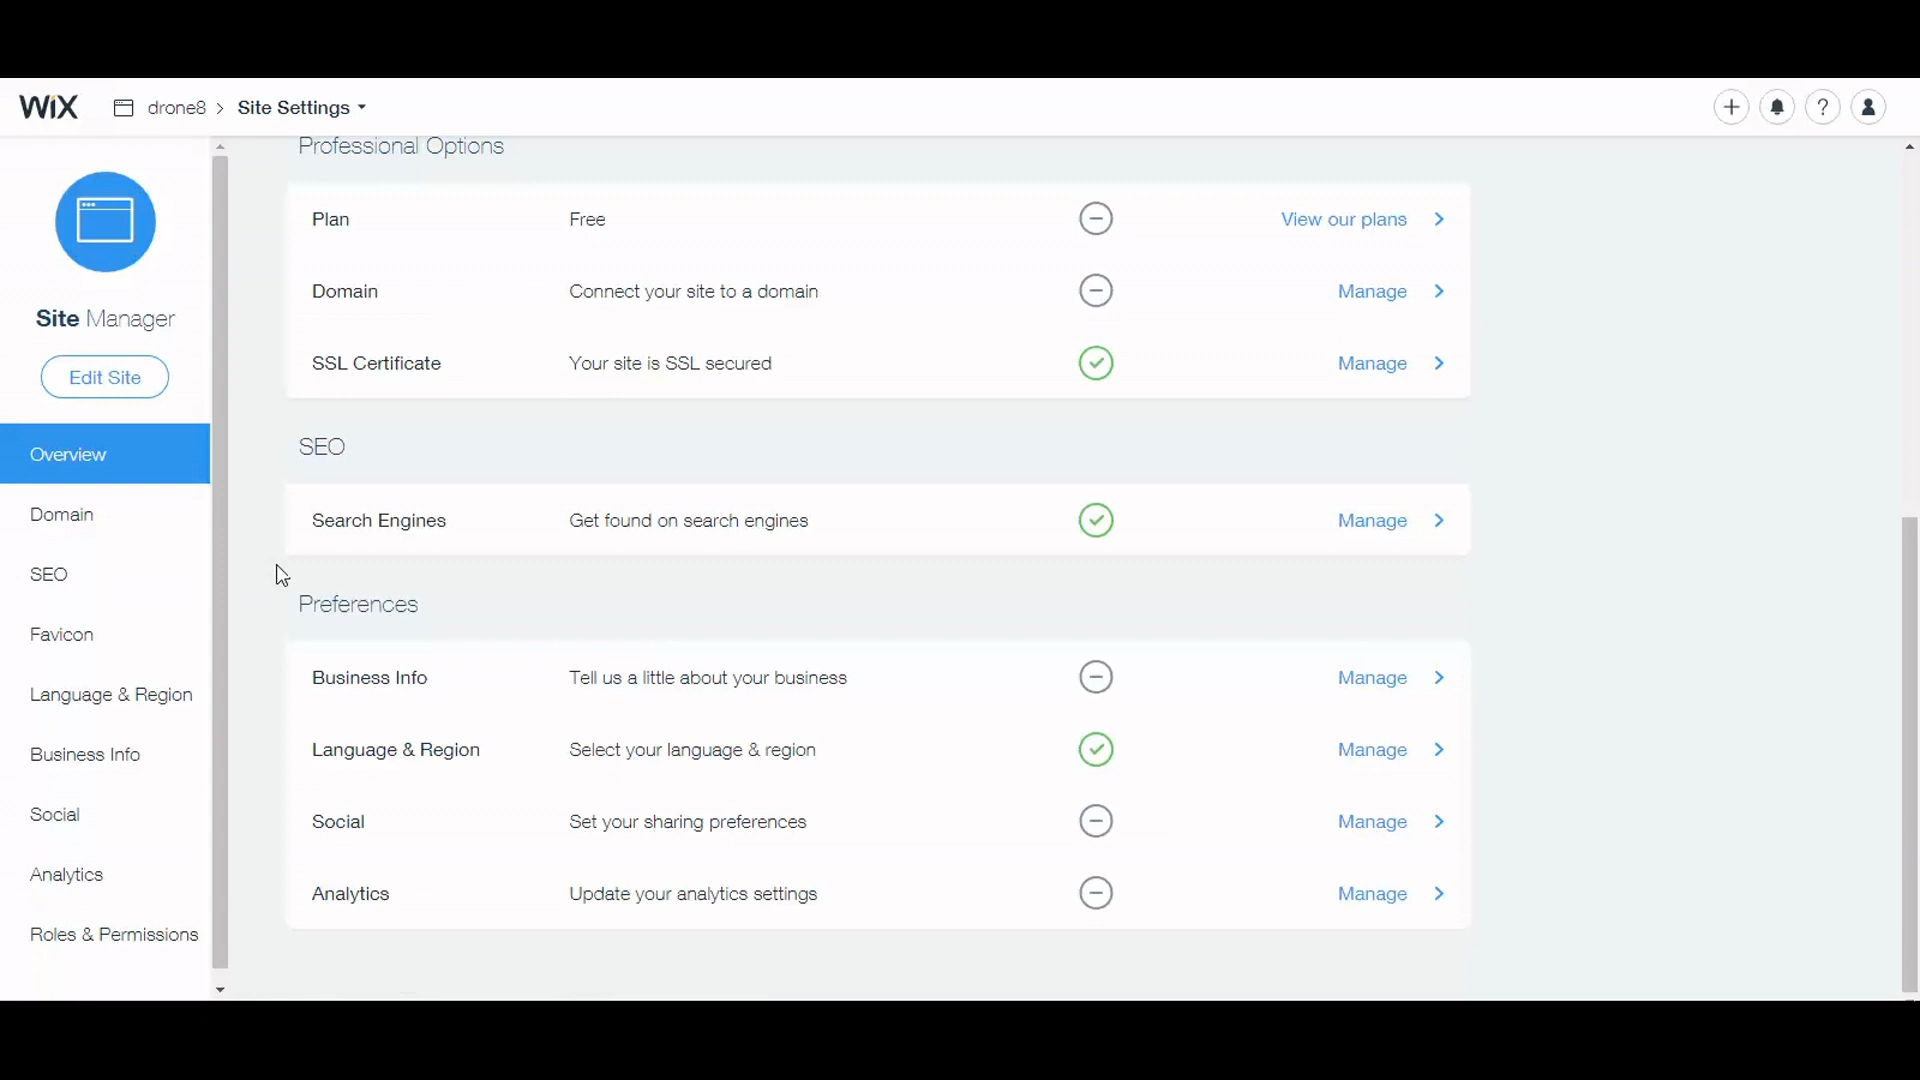 WiX drone8 > Site Settings
Site Manager
Edit Site
Overview
Domain
SEO
Favicon
Language & Region
Business Info
Social
Analytics
Roles & Permissions
Professional Options
Plan Free View our plans
Domain Connect your site to a domain Manage
SSL Certificate Your site is SSL secured Manage
SEO
Search Engines Get found on search engines Manage
Preferences
Business Info Tell us a little about your business Manage
Language & Region Select your language & region Manage
Social Set your sharing preferences Manage
Analytics Update your analytics settings Manage